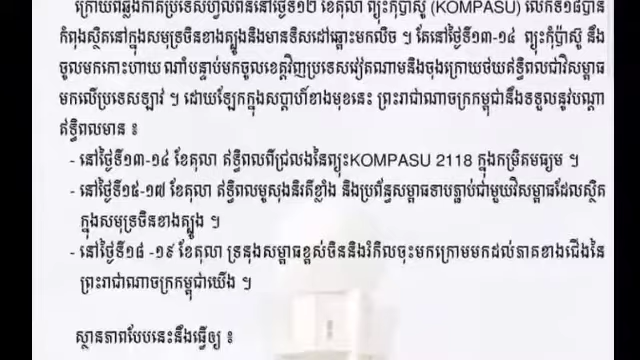 ក្រោយពីឆ្លងកាត់ប្រទេសហ្វីលីពីននៅថ្ងៃទី១២ ខែតុលា ព្យុះកុំប៉ាស៊ូ (KOMPASU) លើកទី១៨បាន
កំពុងស្ថិតនៅក្នុងសមុទ្រចិនខាងត្បូងនិងមានទិសដៅឆ្ពោះមកលិច ។ តែនៅថ្ងៃទី១៣-១៤ ព្យុះកុំប៉ាស៊ូ នឹង
ចូលមកកោះហាយ ណាំបន្ទាប់មកចូលខេត្តវិញប្រទេសវៀតណាមនិងចុងក្រោយថយឥទ្ធិពលជាវិសម្ពាធ
មកលើប្រទេសឡាវ ។ ដោយឡែកក្នុងសប្តាហ៍ខាងមុខនេះ ព្រះរាជាណាចក្រកម្ពុជានឹងទទួលនូវបណ្តា
ឥទ្ធិពលមាន ៖
- នៅថ្ងៃទី១៣-១៤ ខែតុលា ឥទ្ធិពលពីជ្រលងនៃព្យុះKOMPASU 2118 ក្នុងកម្រិតមធ្យម ។
- នៅថ្ងៃទី១៥-១៧ ខែតុលា ឥទ្ធិពលមូសុងនិរតីខ្លាំង និងប្រព័ន្ធសម្ពាធទាបភ្ជាប់ជាមួយវិសម្ពាធដែលស្ថិត
ក្នុងសមុទ្រចិនខាងត្បូង ។
- នៅថ្ងៃទី១៨ -១៩ ខែតុលា ទ្រនុងសម្ពាធខ្ពស់ចិននឹងរំកិលចុះមកក្រោមមកដល់ភាគខាងជើងនៃ
ព្រះរាជាណាចក្រកម្ពុជាយើង ។
ស្ថានភាពបែបនេះនឹងធ្វើឲ្យ ៖